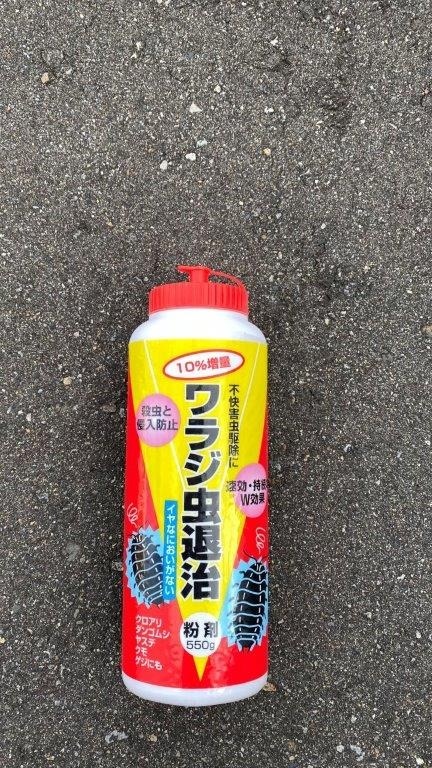 10%増量
殺虫と
侵入防止
不快害虫駆除に
ワラジ虫退治
速効・持続
W効果
イヤなにおいがない
粉剤
550g
クロアリ
ダンゴムシ
ヤスデ
クモ
ゲジにも